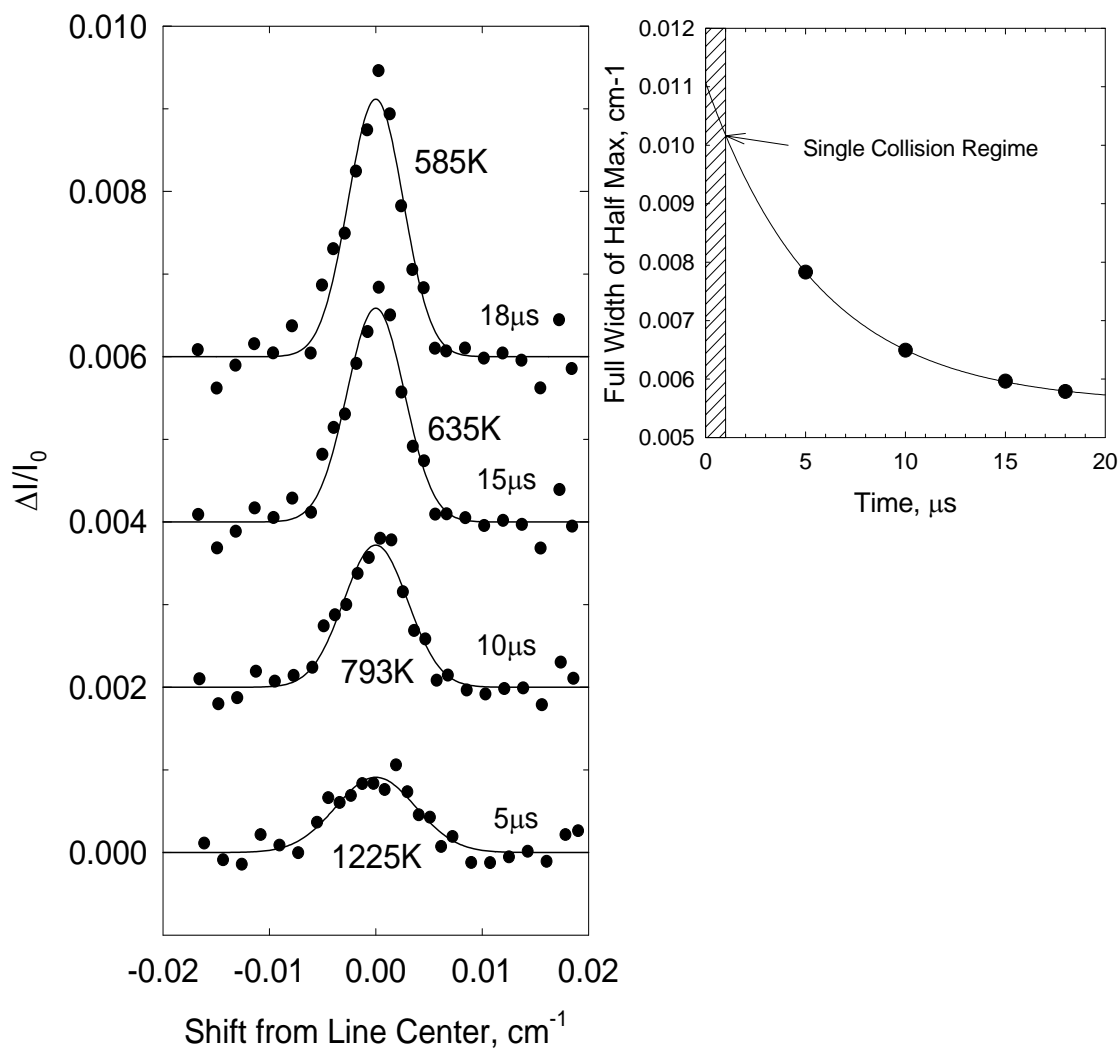 0.010
0.008
0.006
0.004
0.002
0.000
ΔI/I0
585K
18μs
635K
15μs
10μs
793K
5μs
1225K
-0.02 -0.01 0.00 0.01 0.02
Shift from Line Center, cm-1
0.012
0.011
0.010
0.009
0.008
0.007
0.006
0.005
Full Width of Half Max, cm-1
Single Collision Regime
0 5 10 15 20
Time, μs